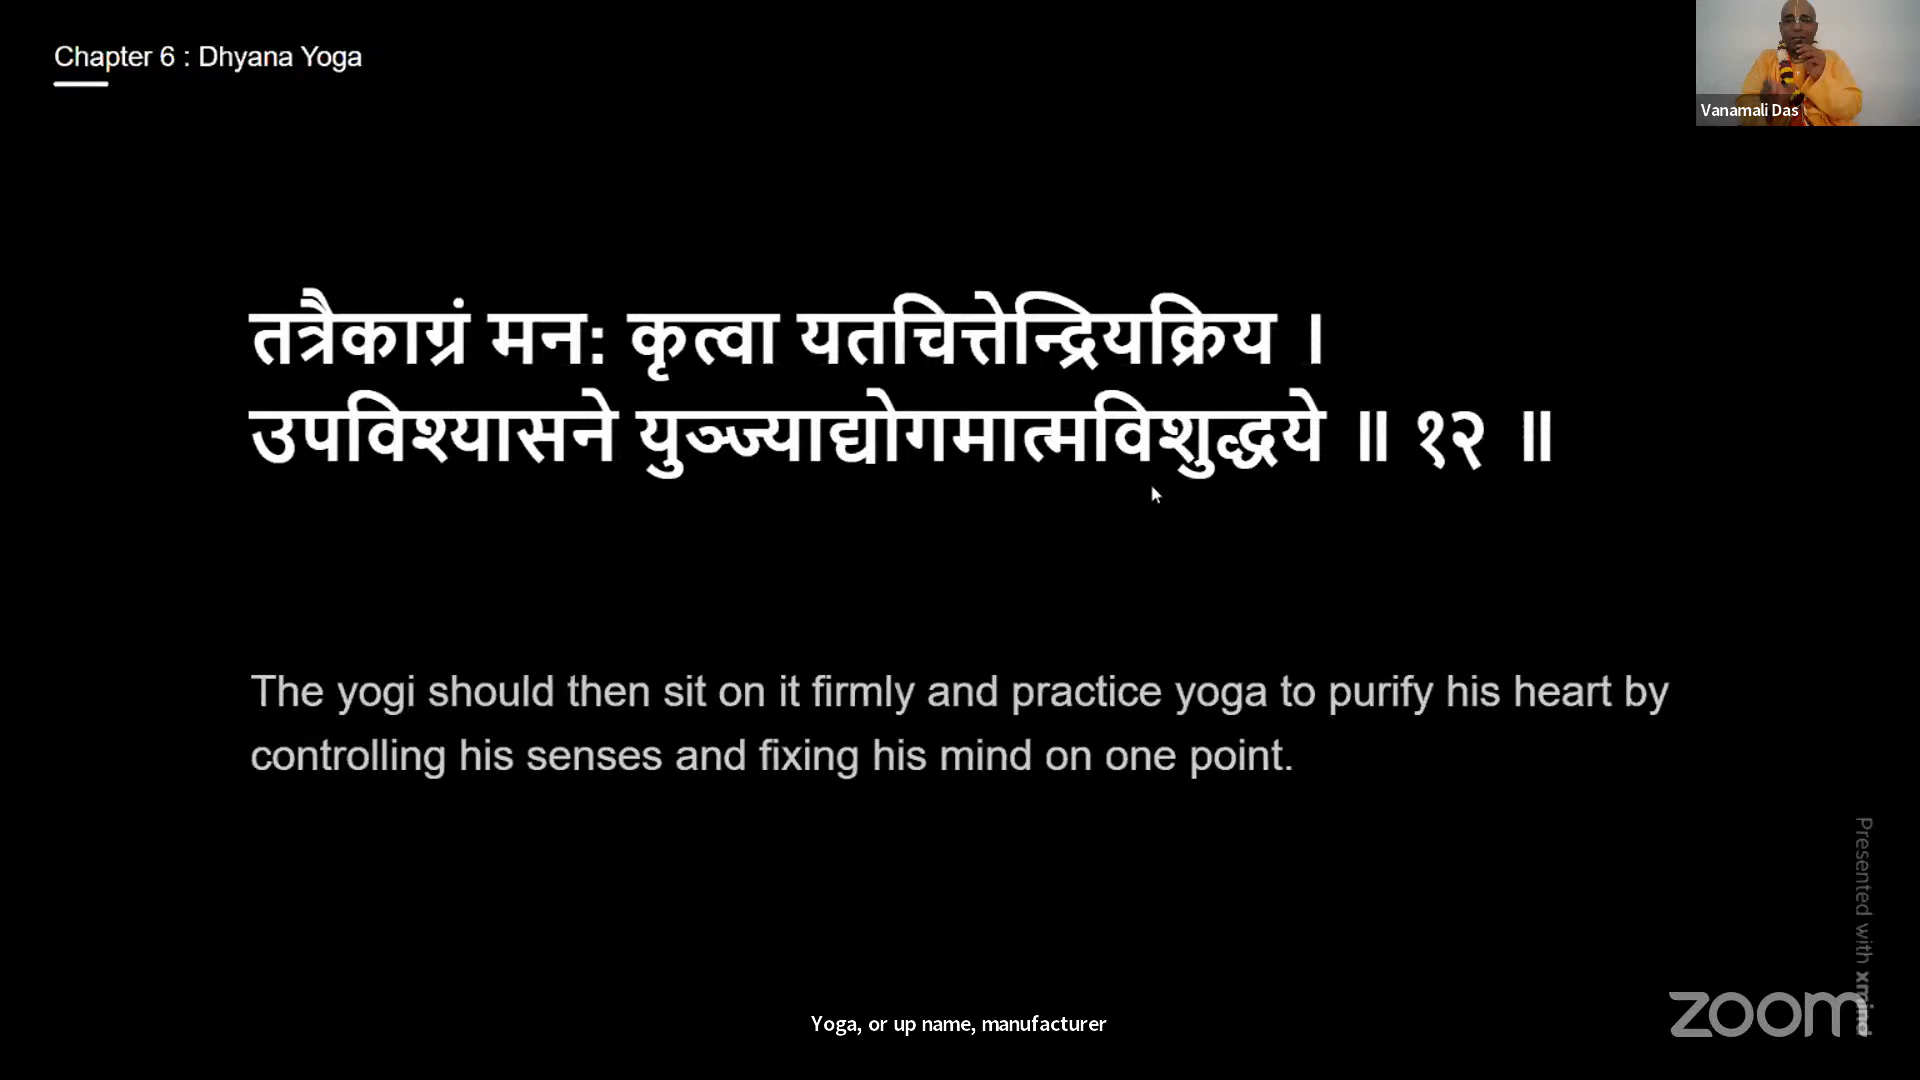 Chapter 6 : Dhyana Yoga
Vanamali Das
तत्रैकाग्रं मन: कृत्वा यतचित्तेन्द्रियक्रिय ।
उपविश्यासने युञ्ज्याद्योगमात्मविशुद्धये ॥ १२ ॥
The yogi should then sit on it firmly and practice yoga to purify his heart by
controlling his senses and fixing his mind on one point.
Presented with xmind
Yoga, or up name, manufacturer
zoom